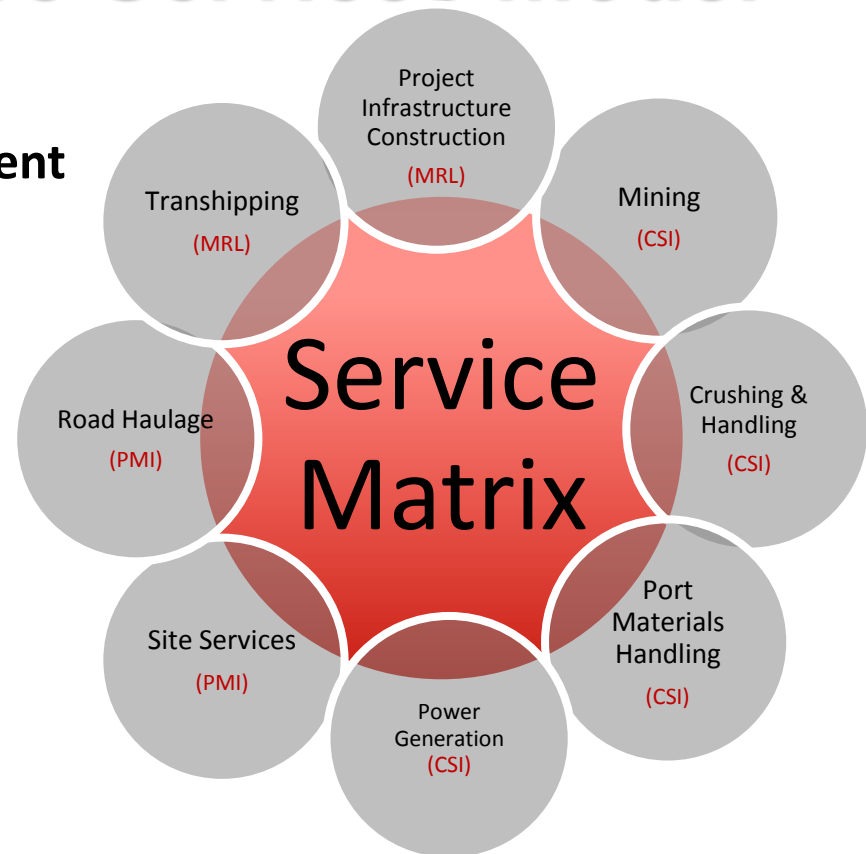 Project
Infrastructure
Construction
(MRL)
Mining
(CSI)
Crushing &
Handling
(CSI)
Port
Materials
Handling
(CSI)
Power
Generation
(CSI)
Site Services
(PMI)
Road Haulage
(PMI)
Transhipping
(MRL)
ent
Service
Matrix